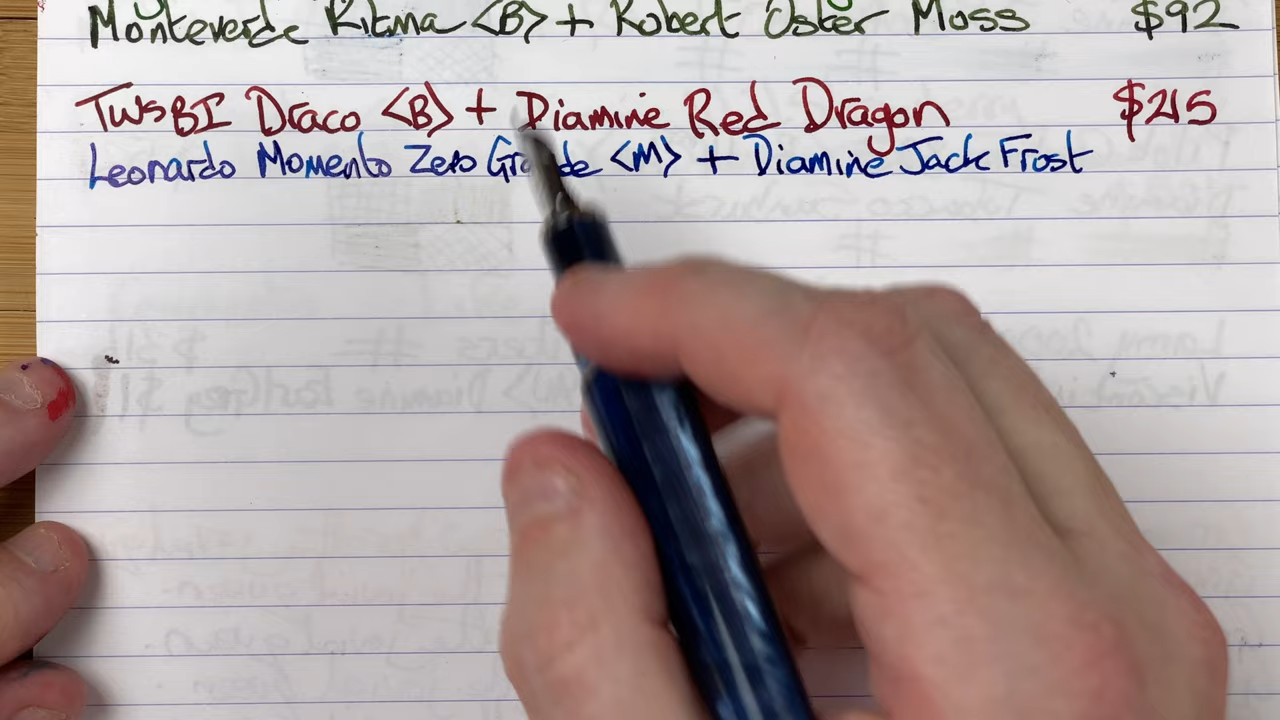 Monteverde Ritma <B> + Robert Oster Moss $92
TWSBI Draco <B> + Diamine Red Dragon $215
Leonardo Momento Zero Grande <M> + Diamine Jack Frost